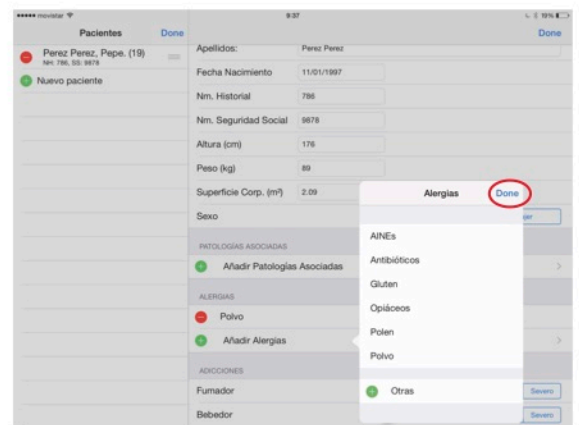 movistar 9:37 19%
Pacientes Done Done
Perez Perez, Pepe. (19)
NH: 786, SS: 9878
Nuevo paciente
Apellidos: Perez Perez
Fecha Nacimiento 11/01/1997
Nm. Historial 786
Nm. Seguridad Social 9878
Altura (cm) 176
Peso (kg) 89
Superficie Corp. (m²) 2.09
Sexo
PATOLOGÍAS ASOCIADAS
Añadir Patologías Asociadas
ALERGIAS
Polvo
Añadir Alergias
ADICCIONES
Fumador Severo
Bebedor Severo
Alergias Done
AINEs
Antibióticos
Gluten
Opiáceos
Polen
Polvo
Otras